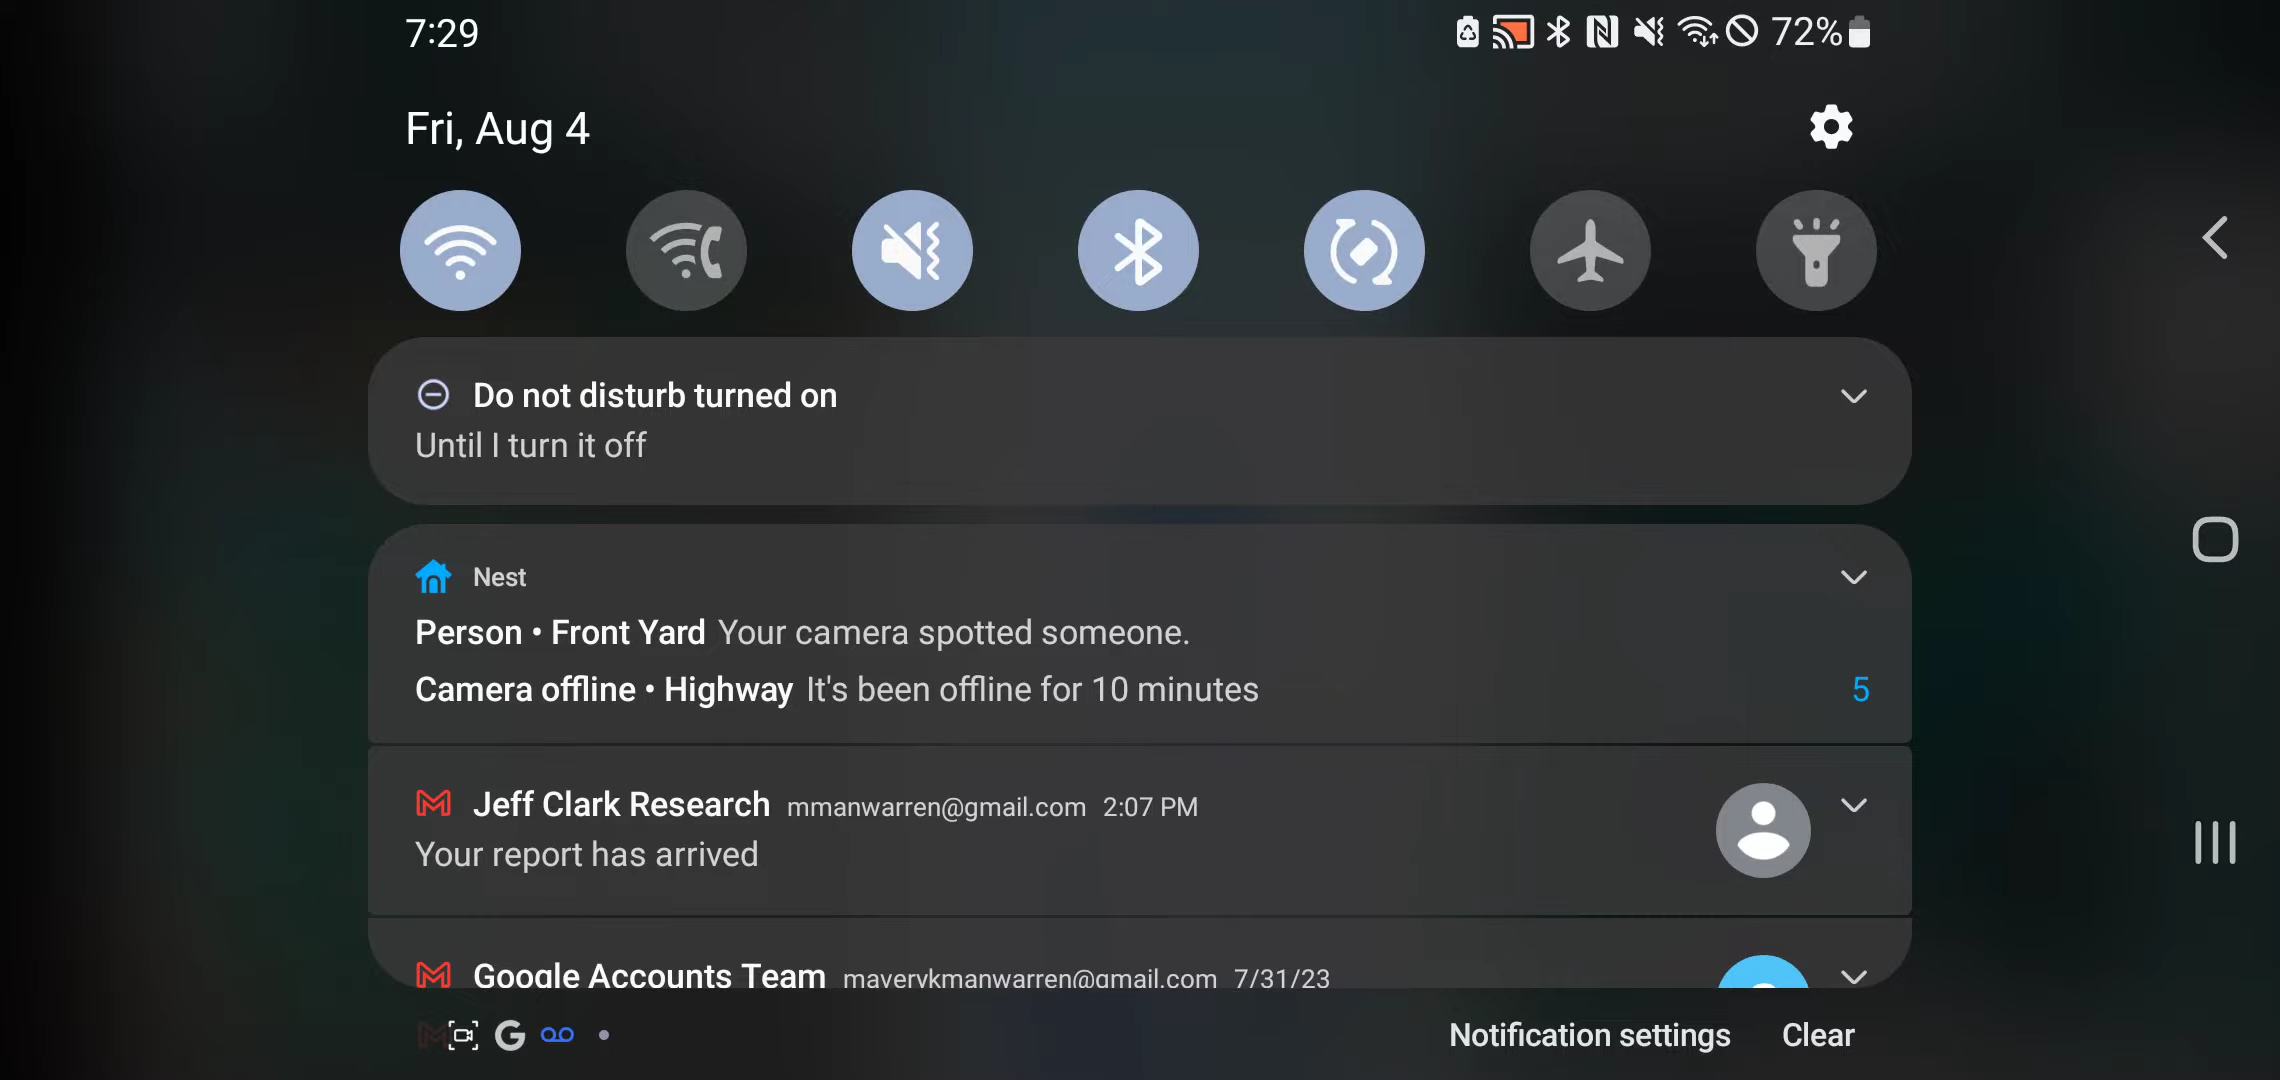 7:29
72%
Fri, Aug 4
Do not disturb turned on
Until I turn it off
Nest
Person • Front Yard Your camera spotted someone.
Camera offline • Highway It's been offline for 10 minutes
5
Jeff Clark Research mmanwarren@gmail.com 2:07 PM
Your report has arrived
Google Accounts Team maverykmanwarren@gmail.com 7/31/23
Notification settings Clear